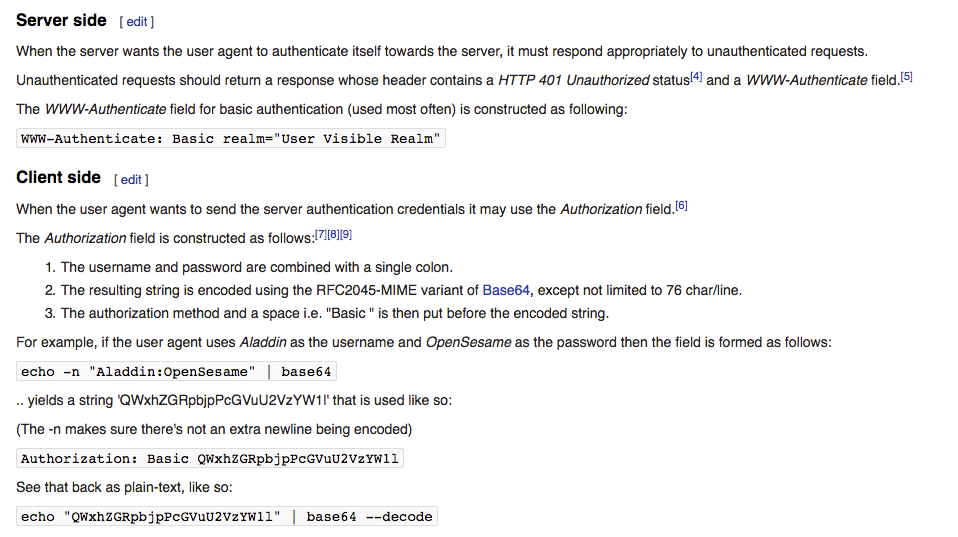 Server side [ edit ]
When the server wants the user agent to authenticate itself towards the server, it must respond appropriately to unauthenticated requests.
Unauthenticated requests should return a response whose header contains a HTTP 401 Unauthorized status[4] and a WWW-Authenticate field.[5]
The WWW-Authenticate field for basic authentication (used most often) is constructed as following:
WWW-Authenticate: Basic realm="User Visible Realm"
Client side [ edit ]
When the user agent wants to send the server authentication credentials it may use the Authorization field.[6]
The Authorization field is constructed as follows:[7][8][9]
1. The username and password are combined with a single colon.
2. The resulting string is encoded using the RFC2045-MIME variant of Base64, except not limited to 76 char/line.
3. The authorization method and a space i.e. "Basic " is then put before the encoded string.
For example, if the user agent uses Aladdin as the username and OpenSesame as the password then the field is formed as follows:
echo -n "Aladdin:OpenSesame" | base64
.. yields a string 'QWxhZGRpbjpPcGVuU2VzYW1l' that is used like so:
(The -n makes sure there's not an extra newline being encoded)
Authorization: Basic QWxhZGRpbjpPcGVuU2VzYW1l
See that back as plain-text, like so:
echo "QWxhZGRpbjpPcGVuU2VzYW1l" | base64 --decode